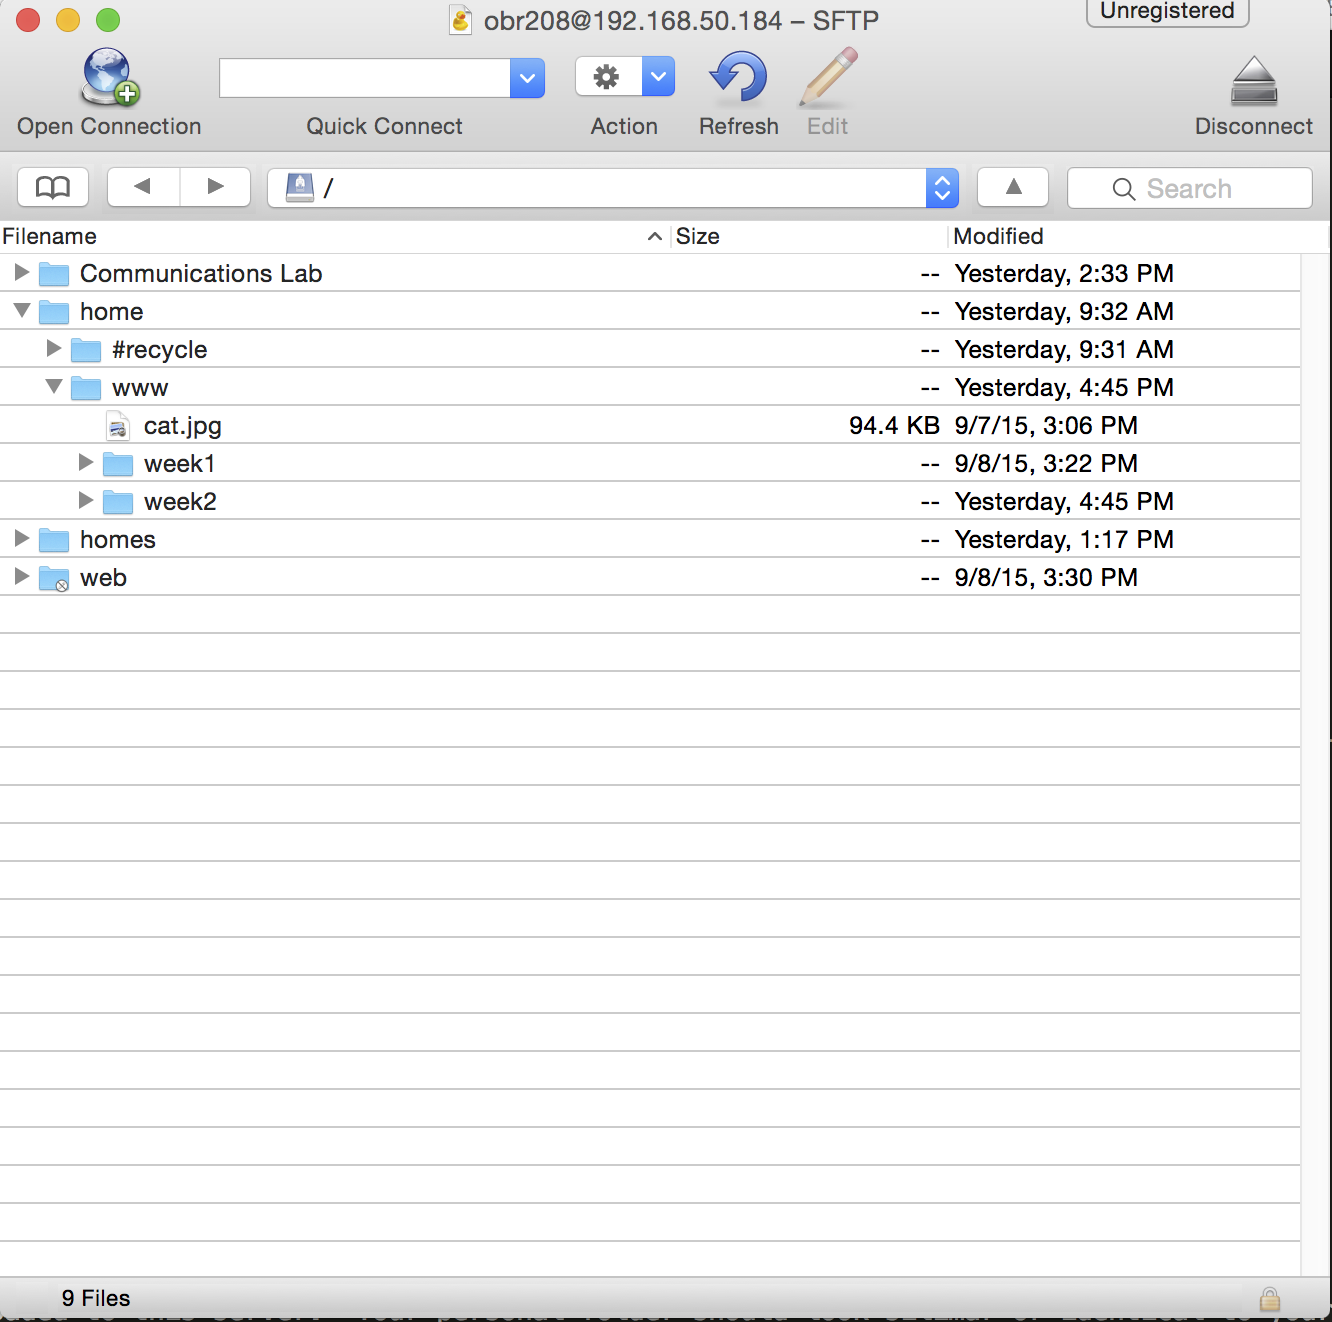 obr208@192.168.50.184 – SFTP
Unregistered
Open Connection
Quick Connect
Action
Refresh
Edit
Disconnect
/
Search
Filename Size Modified
Communications Lab -- Yesterday, 2:33 PM
home -- Yesterday, 9:32 AM
#recycle -- Yesterday, 9:31 AM
www -- Yesterday, 4:45 PM
cat.jpg 94.4 KB 9/7/15, 3:06 PM
week1 -- 9/8/15, 3:22 PM
week2 -- Yesterday, 4:45 PM
homes -- Yesterday, 1:17 PM
web -- 9/8/15, 3:30 PM
9 Files